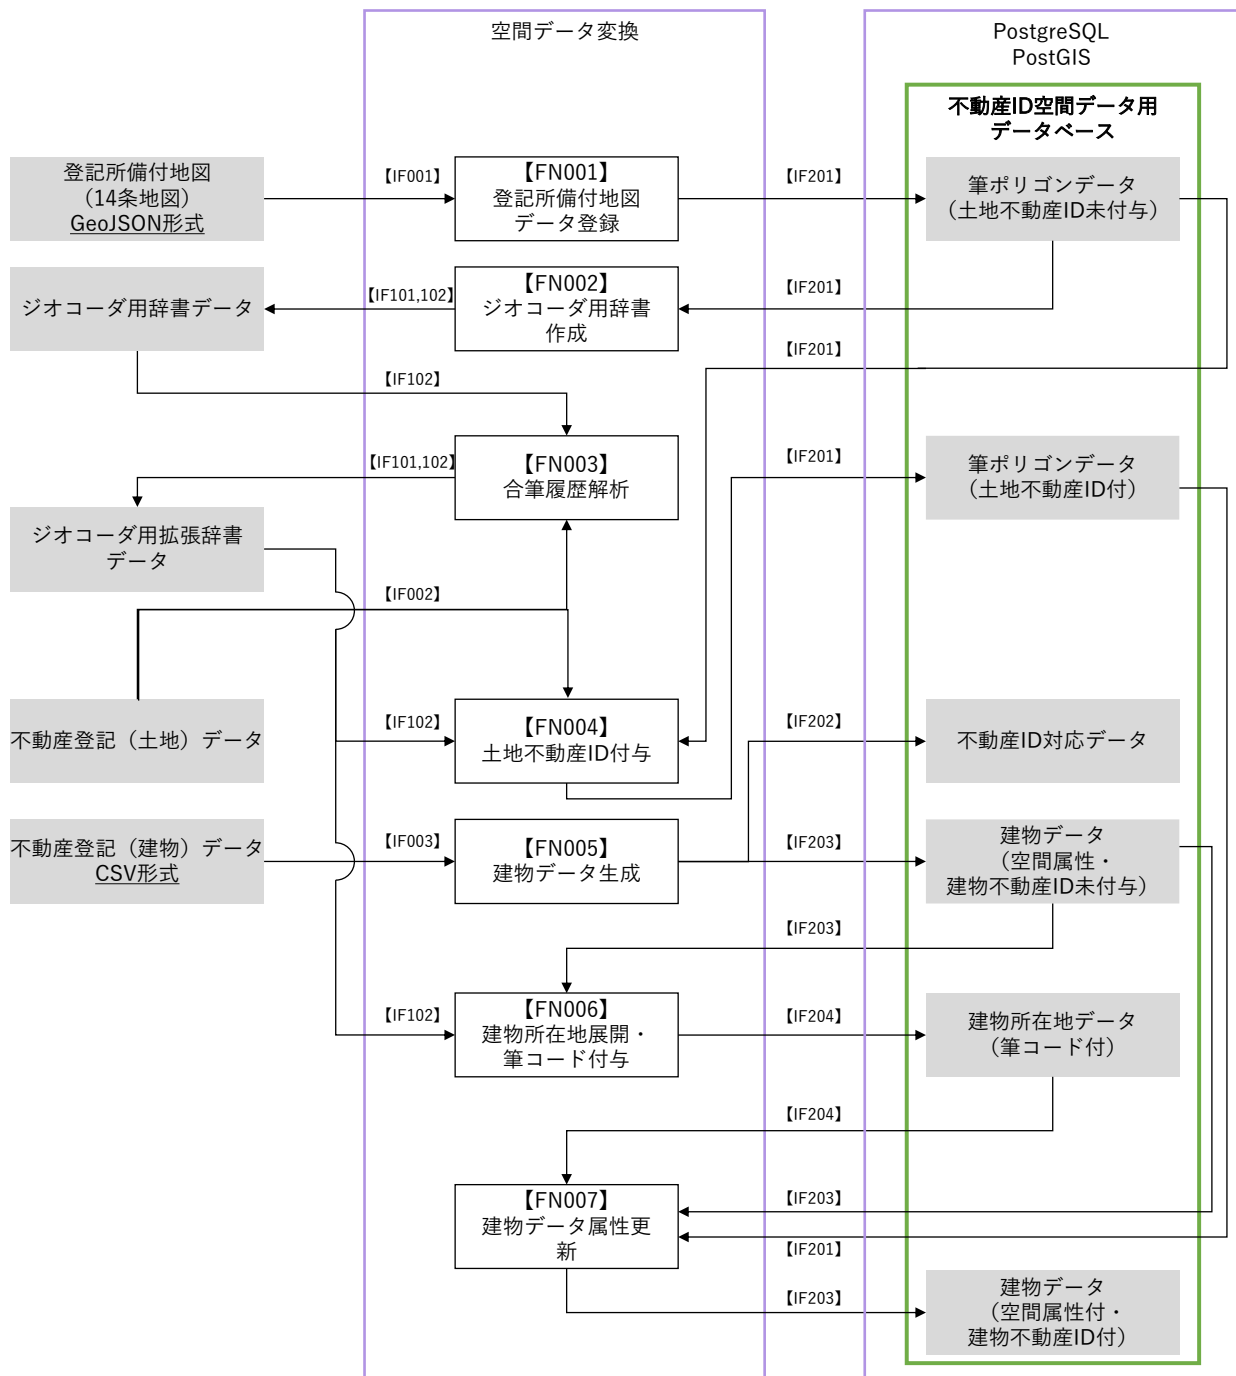 空間データ変換
PostgreSQL
PostGIS
不動産ID空間データ用
データベース
登記所備付地図
（14条地図）
GeoJSON形式
【IF001】
【FN001】
登記所備付地図
データ登録
【IF201】
筆ポリゴンデータ
（土地不動産ID未付与）
ジオコーダ用辞書データ
【IF101,102】
【FN002】
ジオコーダ用辞書
作成
【IF201】
【IF201】
【IF102】
【IF101,102】
【FN003】
合筆履歴解析
【IF201】
筆ポリゴンデータ
（土地不動産ID付）
ジオコーダ用拡張辞書
データ
【IF002】
不動産登記（土地）データ
【IF102】
【FN004】
土地不動産ID付与
【IF202】
不動産ID対応データ
不動産登記（建物）データ
CSV形式
【IF003】
【FN005】
建物データ生成
【IF203】
建物データ
（空間属性・
建物不動産ID未付与）
【IF203】
【IF102】
【FN006】
建物所在地展開・
筆コード付与
【IF204】
建物所在地データ
（筆コード付）
【IF204】
【FN007】
建物データ属性更
新
【IF203】
【IF201】
【IF203】
建物データ
（空間属性付・
建物不動産ID付）